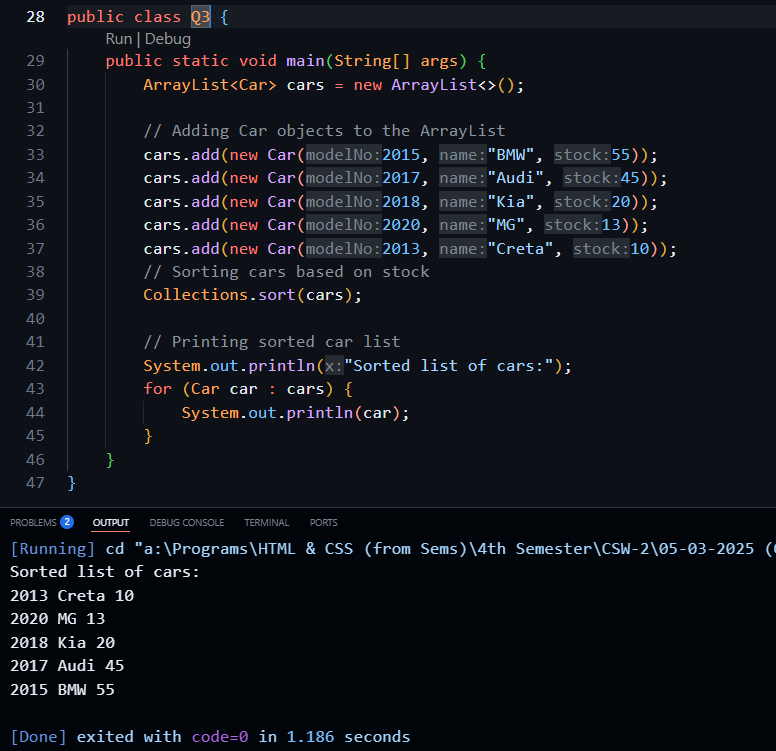 28 public class Q3 {
Run | Debug
29 public static void main(String[] args) {
30 ArrayList<Car> cars = new ArrayList<>();
31
32 // Adding Car objects to the ArrayList
33 cars.add(new Car(modelNo:2015, name:"BMW", stock:55));
34 cars.add(new Car(modelNo:2017, name:"Audi", stock:45));
35 cars.add(new Car(modelNo:2018, name:"Kia", stock:20));
36 cars.add(new Car(modelNo:2020, name:"MG", stock:13));
37 cars.add(new Car(modelNo:2013, name:"Creta", stock:10));
38 // Sorting cars based on stock
39 Collections.sort(cars);
40
41 // Printing sorted car list
42 System.out.println(x:"Sorted list of cars:");
43 for (Car car : cars) {
44 System.out.println(car);
45 }
46 }
47 }
PROBLEMS 2 OUTPUT DEBUG CONSOLE TERMINAL PORTS
[Running] cd "a:\Programs\HTML & CSS (from Sems)\4th Semester\CSW-2\05-03-2025 (
Sorted list of cars:
2013 Creta 10
2020 MG 13
2018 Kia 20
2017 Audi 45
2015 BMW 55
[Done] exited with code=0 in 1.186 seconds